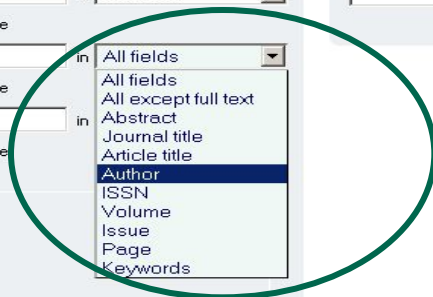 e
in All fields
All fields
All except full text
e
in Abstract
Journal title
Article title
e
Author
ISSN
Volume
Issue
Page
Keywords